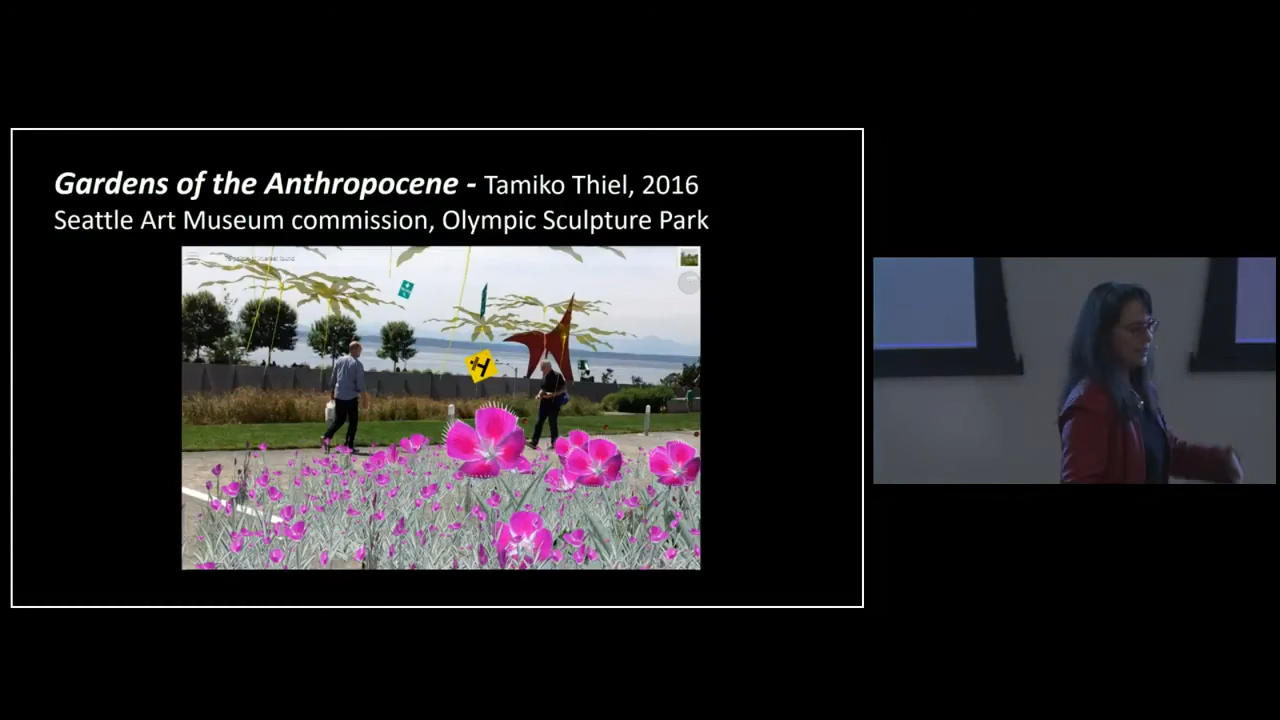 Gardens of the Anthropocene - Tamiko Thiel, 2016
Seattle Art Museum commission, Olympic Sculpture Park
H